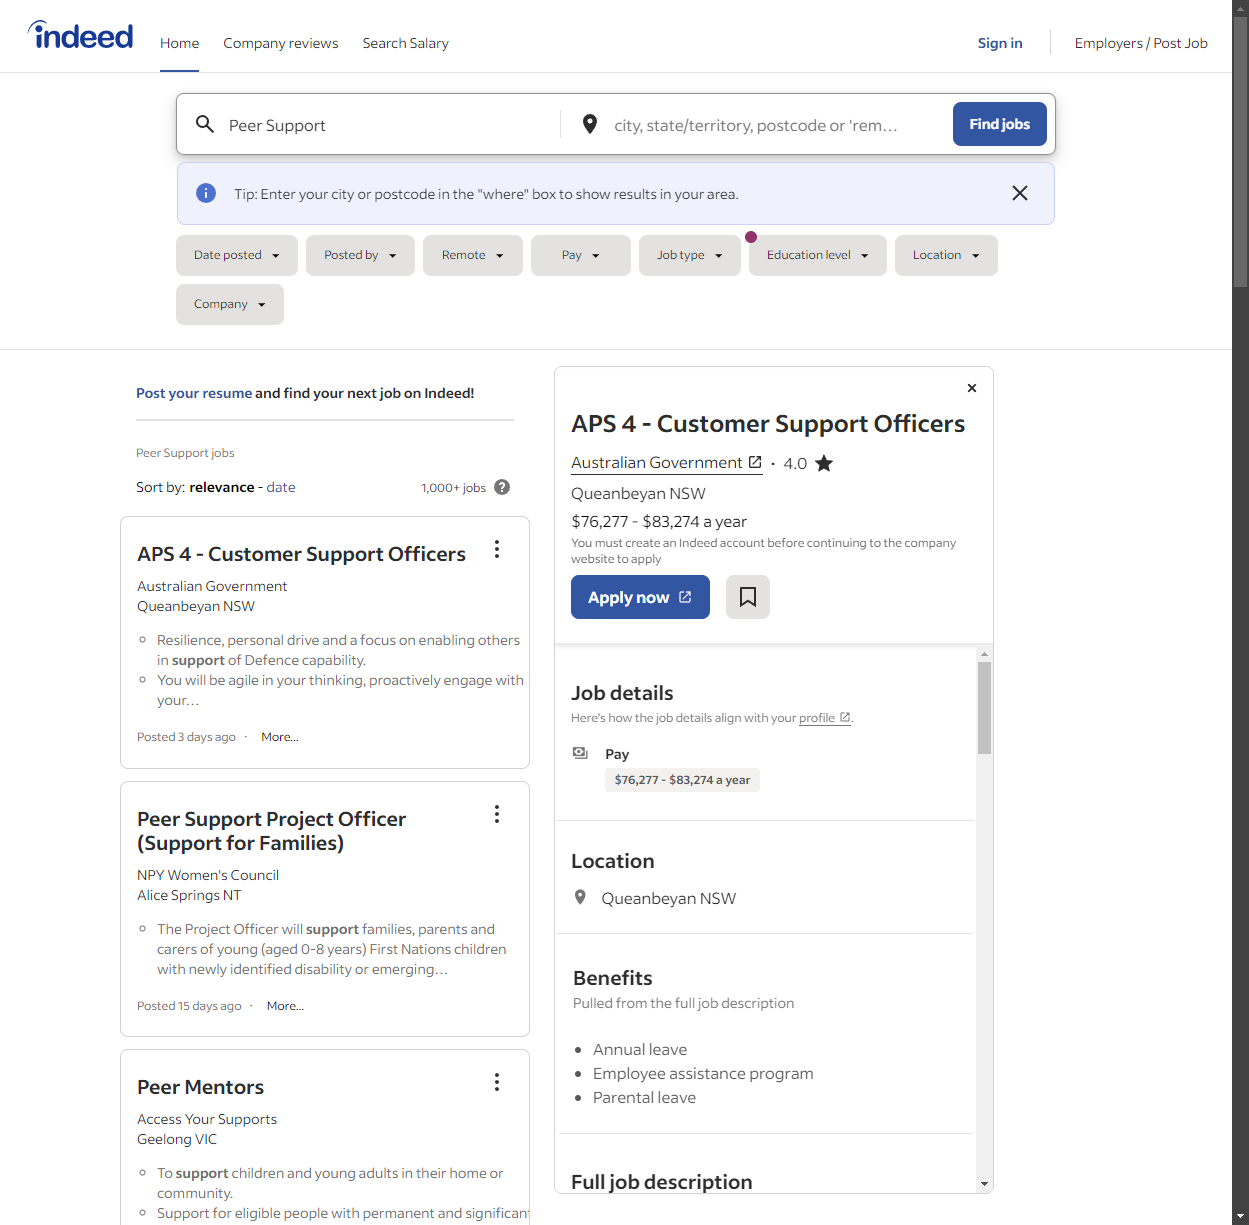 indeed
Home
Company reviews
Search Salary
Sign in
Employers / Post Job
Peer Support
city, state/territory, postcode or 'rem...
Find jobs
Tip: Enter your city or postcode in the "where" box to show results in your area.
Date posted
Posted by
Remote
Pay
Job type
Education level
Location
Company
Post your resume and find your next job on Indeed!
Peer Support jobs
Sort by: relevance - date
1,000+ jobs
APS 4 - Customer Support Officers
Australian Government
Queanbeyan NSW
Resilience, personal drive and a focus on enabling others
in support of Defence capability.
You will be agile in your thinking, proactively engage with
your...
Posted 3 days ago · More...
Peer Support Project Officer
(Support for Families)
NPY Women's Council
Alice Springs NT
The Project Officer will support families, parents and
carers of young (aged 0-8 years) First Nations children
with newly identified disability or emerging...
Posted 15 days ago · More...
Peer Mentors
Access Your Supports
Geelong VIC
To support children and young adults in their home or
community.
Support for eligible people with permanent and significan
APS 4 - Customer Support Officers
Australian Government · 4.0
Queanbeyan NSW
$76,277 - $83,274 a year
You must create an Indeed account before continuing to the company
website to apply
Apply now
Job details
Here's how the job details align with your profile.
Pay
$76,277 - $83,274 a year
Location
Queanbeyan NSW
Benefits
Pulled from the full job description
Annual leave
Employee assistance program
Parental leave
Full job description